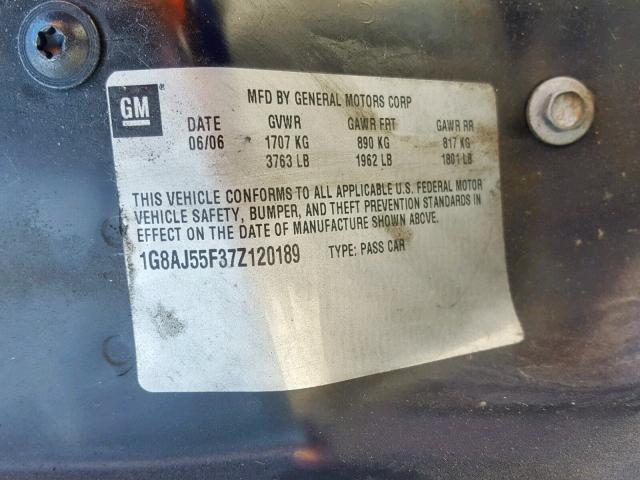 GM
MFD BY GENERAL MOTORS CORP
DATE GVWR GAWR FRT GAWR RR
06/06 1707 KG 890 KG 817 KG
3763 LB 1962 LB 1801 LB
THIS VEHICLE CONFORMS TO ALL APPLICABLE U.S. FEDERAL MOTOR
VEHICLE SAFETY, BUMPER, AND THEFT PREVENTION STANDARDS IN
EFFECT ON THE DATE OF MANUFACTURE SHOWN ABOVE.
1G8AJ55F37Z120189 TYPE: PASS CAR